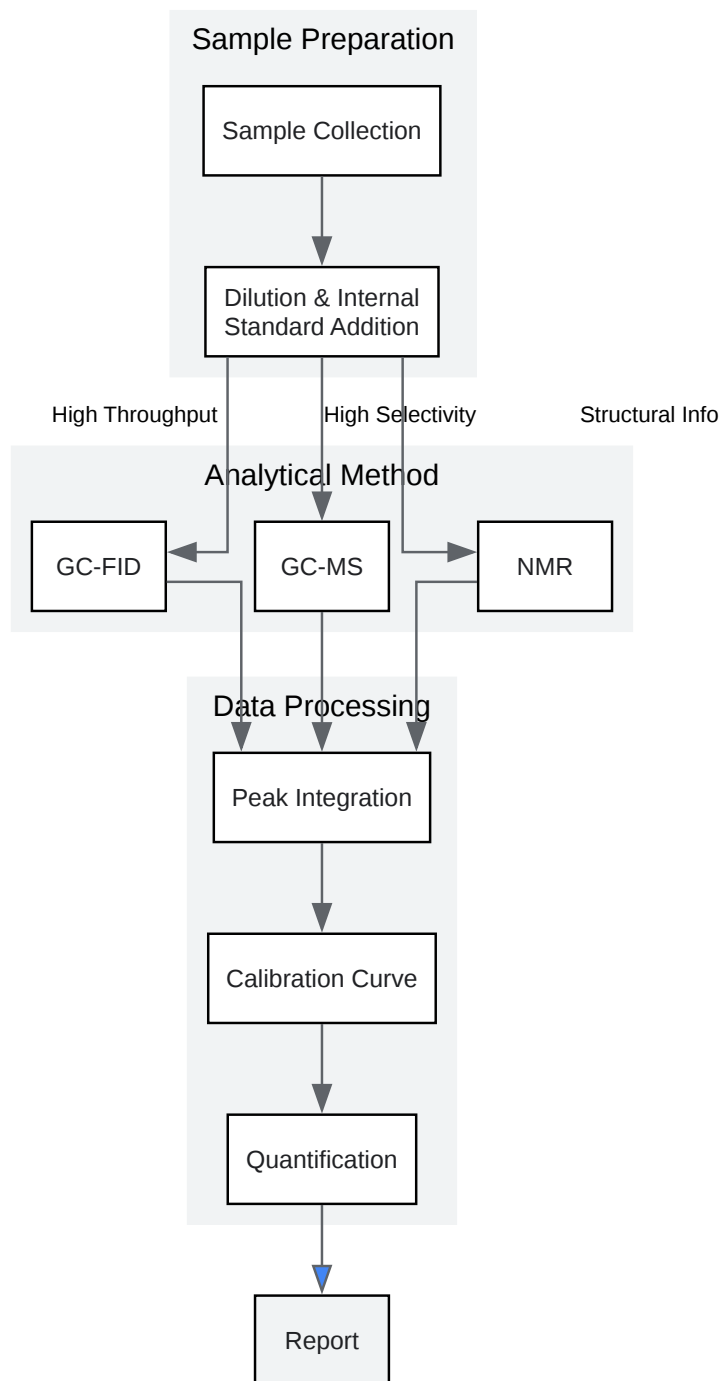 Sample Preparation
Sample Collection
Dilution & Internal
Standard Addition
High Throughput
High Selectivity
Structural Info
Analytical Method
GC-FID
GC-MS
NMR
Data Processing
Peak Integration
Calibration Curve
Quantification
Report